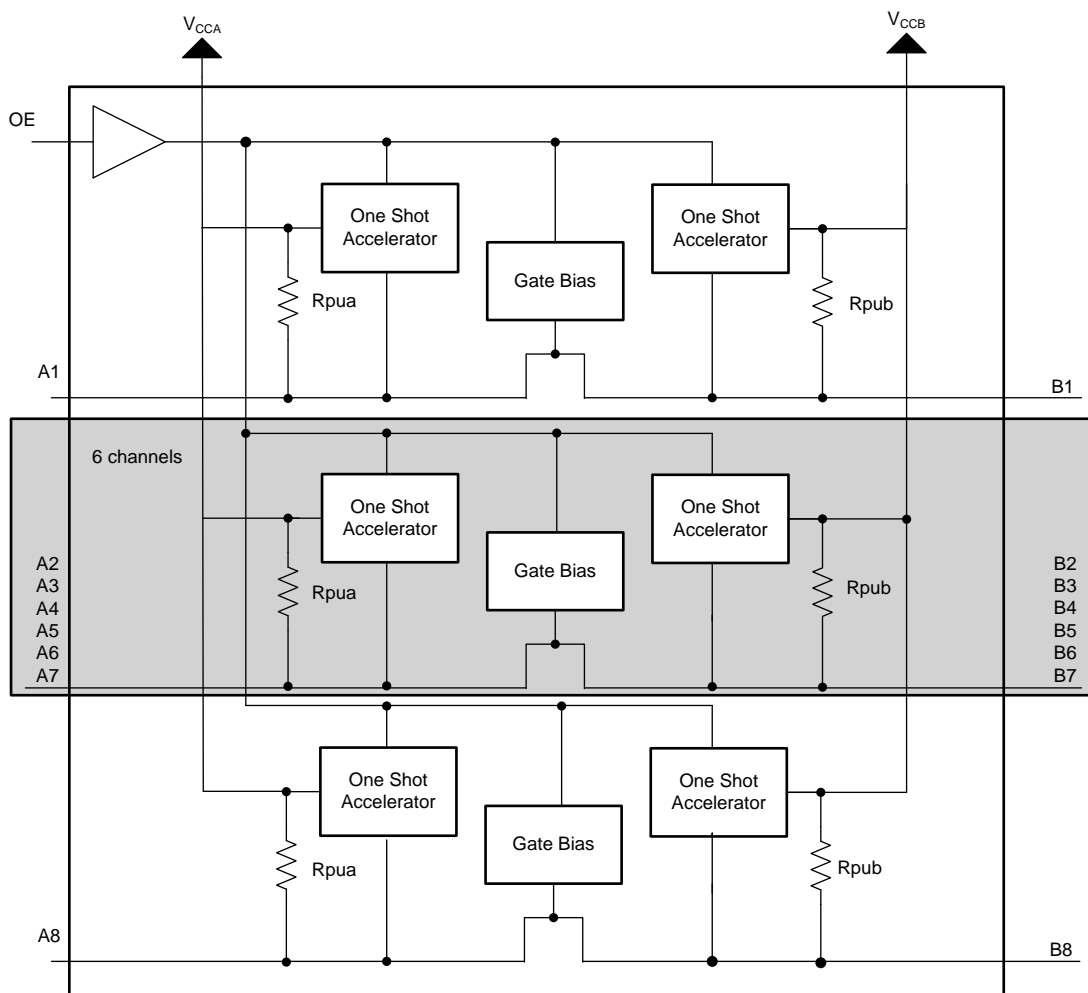 VCCA
VCCB
OE
One Shot
Accelerator
One Shot
Accelerator
Gate Bias
Rpua
Rpub
A1
B1
6 channels
One Shot
Accelerator
One Shot
Accelerator
Gate Bias
Rpua
Rpub
A2
A3
A4
A5
A6
A7
B2
B3
B4
B5
B6
B7
One Shot
Accelerator
One Shot
Accelerator
Gate Bias
Rpua
Rpub
A8
B8